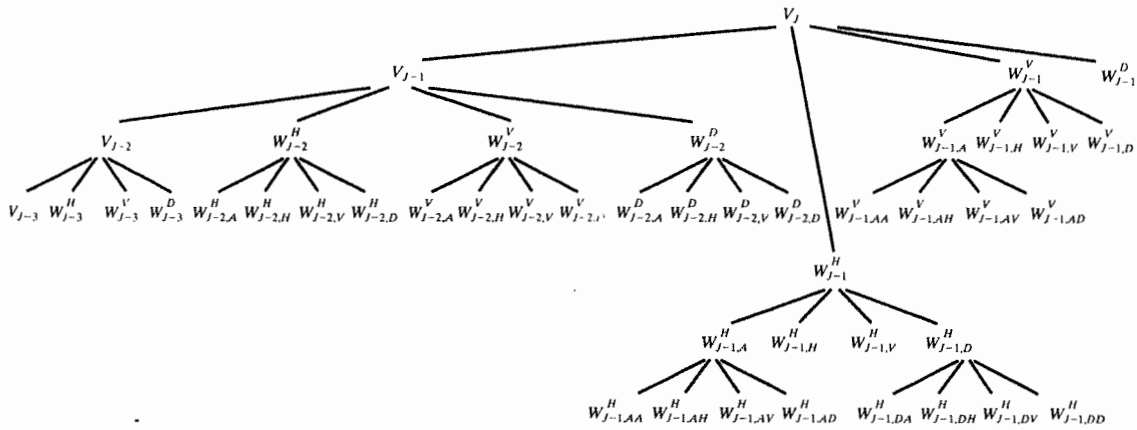 V_J
V_{J-1} W^V_{J-1} W^D_{J-1}
V_{J-2} W^H_{J-2} W^V_{J-2} W^D_{J-2} W^V_{J-1,A} W^V_{J-1,H} W^V_{J-1,V} W^V_{J-1,D}
V_{J-3} W^H_{J-3} W^V_{J-3} W^D_{J-3} W^H_{J-2,A} W^H_{J-2,H} W^H_{J-2,V} W^H_{J-2,D} W^V_{J-2,A} W^V_{J-2,H} W^V_{J-2,V} W^D_{J-2,A} W^D_{J-2,H} W^D_{J-2,V} W^D_{J-2,D} W^V_{J-1,AA} W^V_{J-1,AH} W^V_{J-1,AV} W^V_{J-1,AD}
W^H_{J-1}
W^H_{J-1,A} W^H_{J-1,H} W^H_{J-1,V} W^H_{J-1,D}
W^H_{J-1,AA} W^H_{J-1,AH} W^H_{J-1,AV} W^H_{J-1,AD} W^H_{J-1,DA} W^H_{J-1,DH} W^H_{J-1,DV} W^H_{J-1,DD}